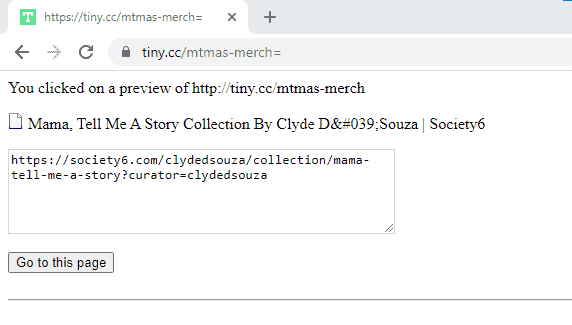 https://tiny.cc/mtmas-merch=
tiny.cc/mtmas-merch=
You clicked on a preview of http://tiny.cc/mtmas-merch
Mama, Tell Me A Story Collection By Clyde D&#039;Souza | Society6
https://society6.com/clydedsouza/collection/mama-
tell-me-a-story?curator=clydedsouza
Go to this page